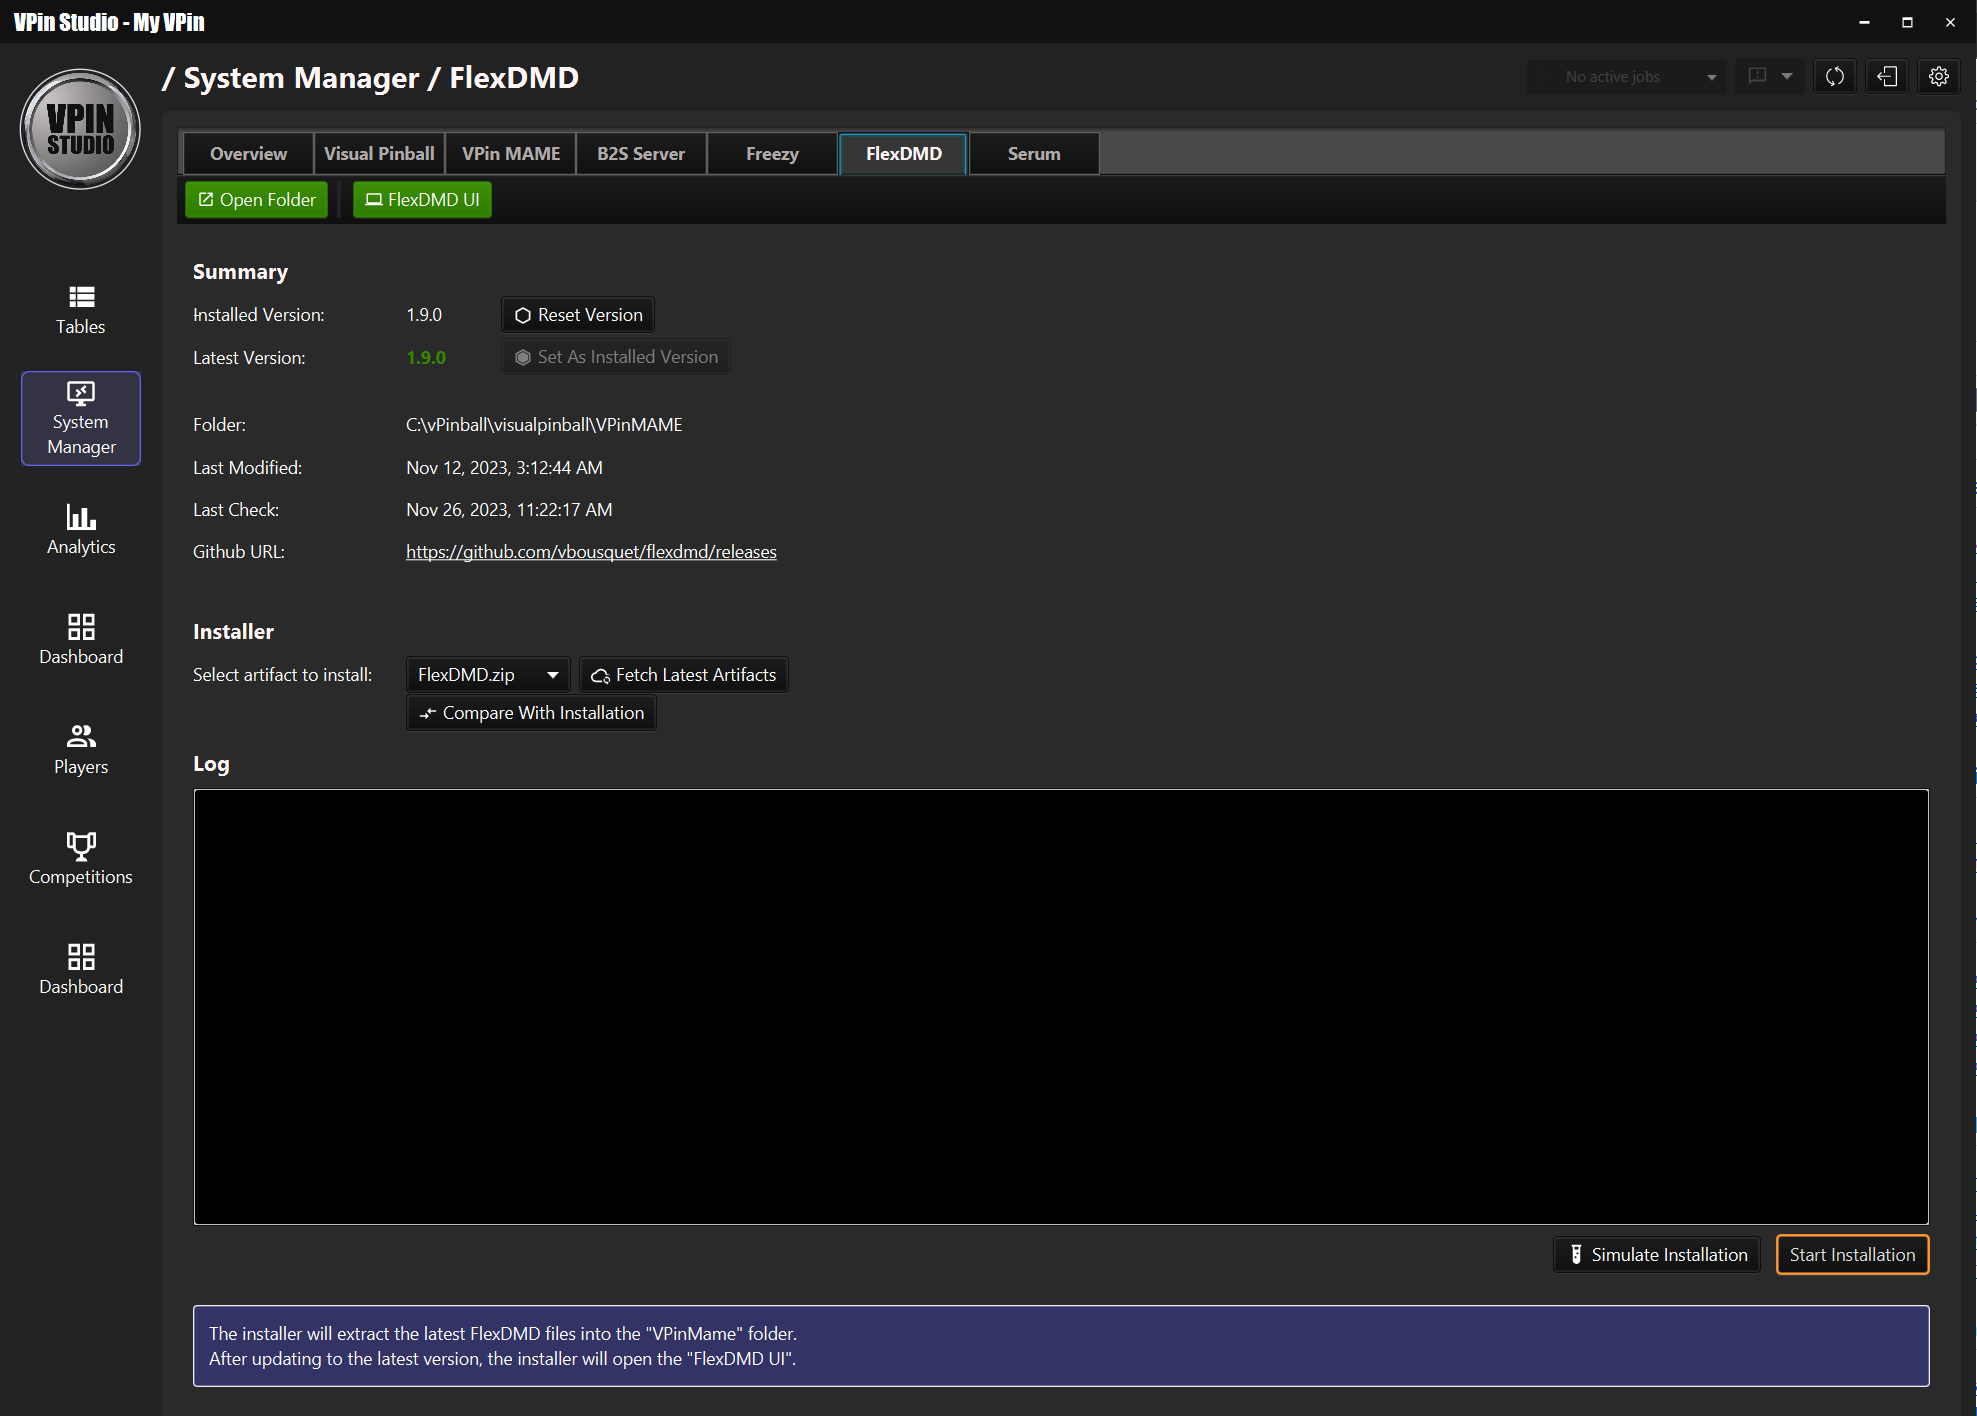 VPin Studio - My VPin
VPIN
STUDIO
/ System Manager / FlexDMD
No active jobs
Overview
Visual Pinball
VPin MAME
B2S Server
Freezy
FlexDMD
Serum
Open Folder
FlexDMD UI
Tables
System
Manager
Analytics
Dashboard
Players
Competitions
Dashboard
Summary
Installed Version: 1.9.0 Reset Version
Latest Version: 1.9.0 Set As Installed Version
Folder: C:\vPinball\visualpinball\VPinMAME
Last Modified: Nov 12, 2023, 3:12:44 AM
Last Check: Nov 26, 2023, 11:22:17 AM
Github URL: https://github.com/vbousquet/flexdmd/releases
Installer
Select artifact to install: FlexDMD.zip Fetch Latest Artifacts
Compare With Installation
Log
Simulate Installation Start Installation
The installer will extract the latest FlexDMD files into the "VPinMame" folder.
After updating to the latest version, the installer will open the "FlexDMD UI".